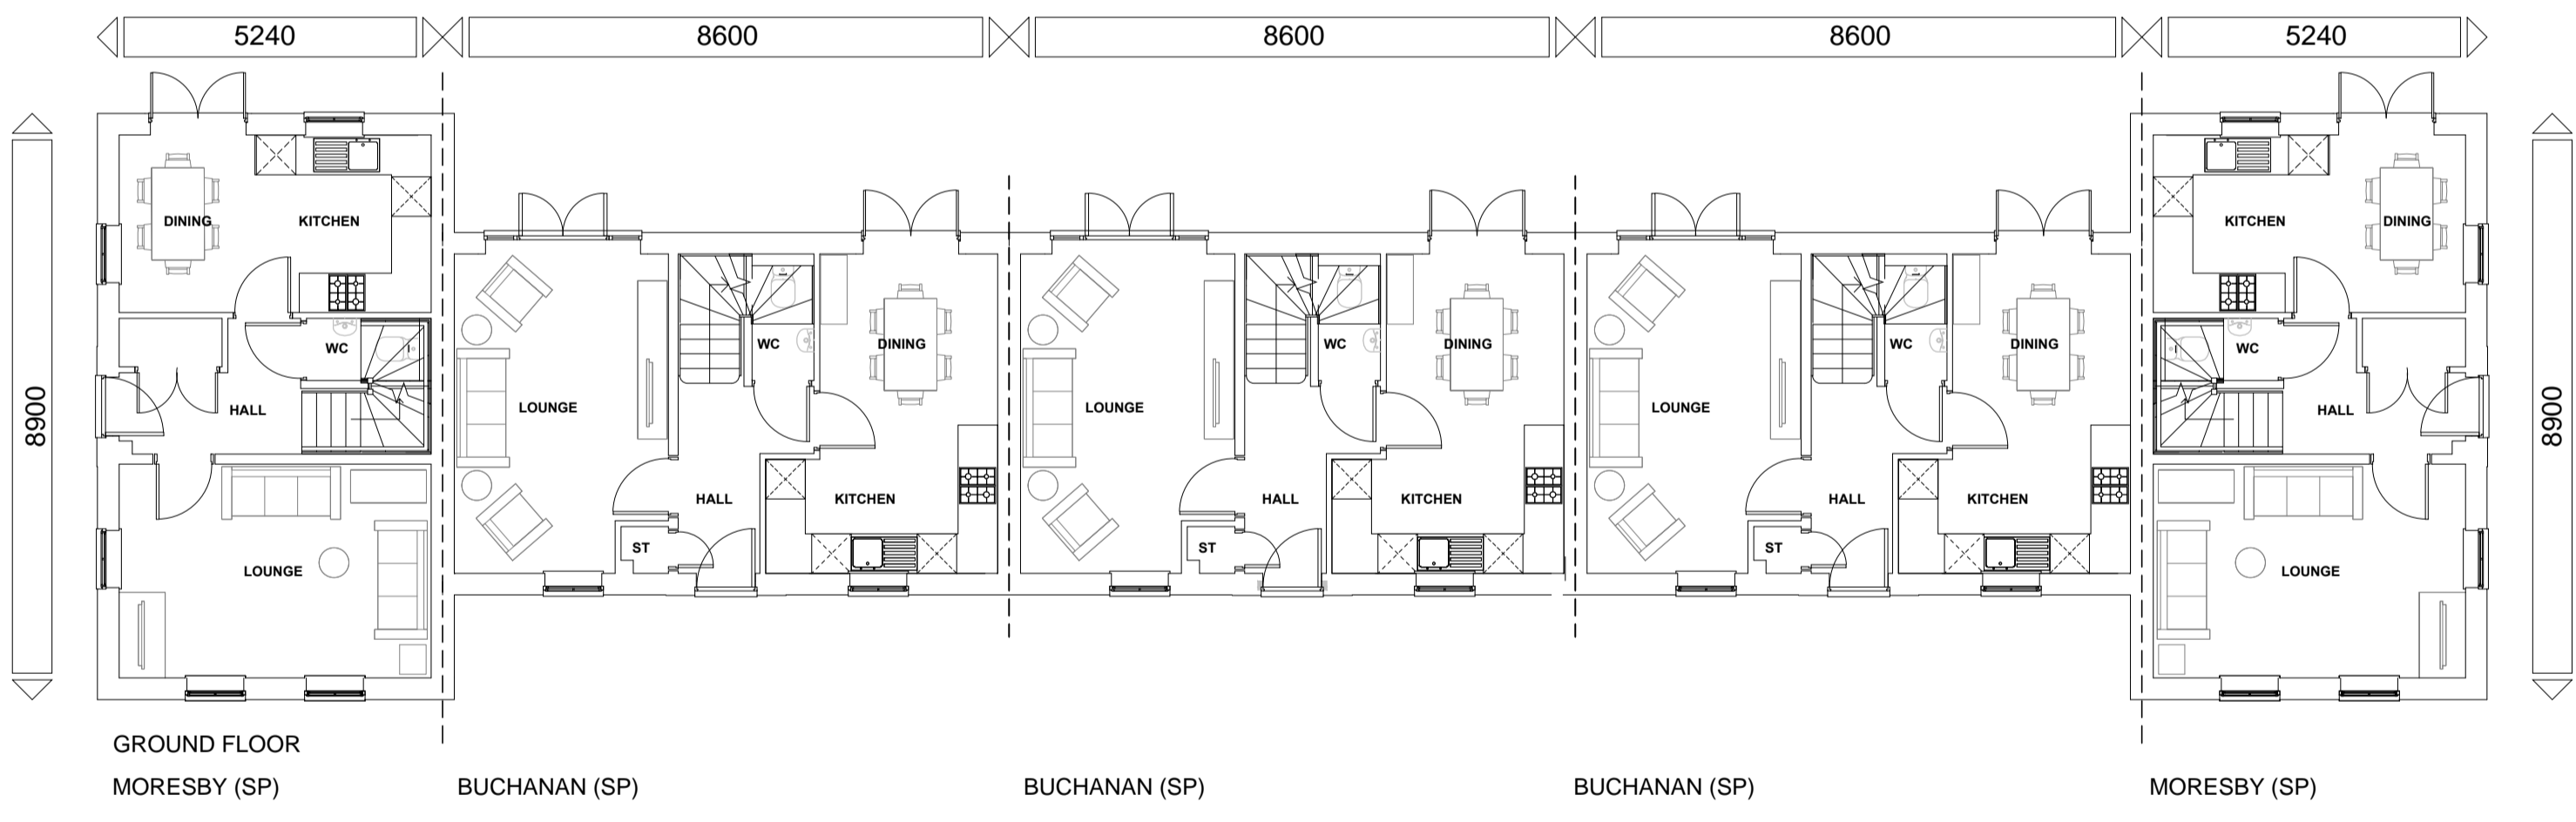 5240 8600 8600 8600 5240
8900
8900
DINING KITCHEN
WC
HALL
LOUNGE
LOUNGE
WC
DINING
HALL
KITCHEN
ST
LOUNGE
WC
DINING
HALL
KITCHEN
ST
LOUNGE
WC
DINING
HALL
KITCHEN
ST
KITCHEN DINING
WC
HALL
LOUNGE
GROUND FLOOR
MORESBY (SP) BUCHANAN (SP) BUCHANAN (SP) BUCHANAN (SP) MORESBY (SP)